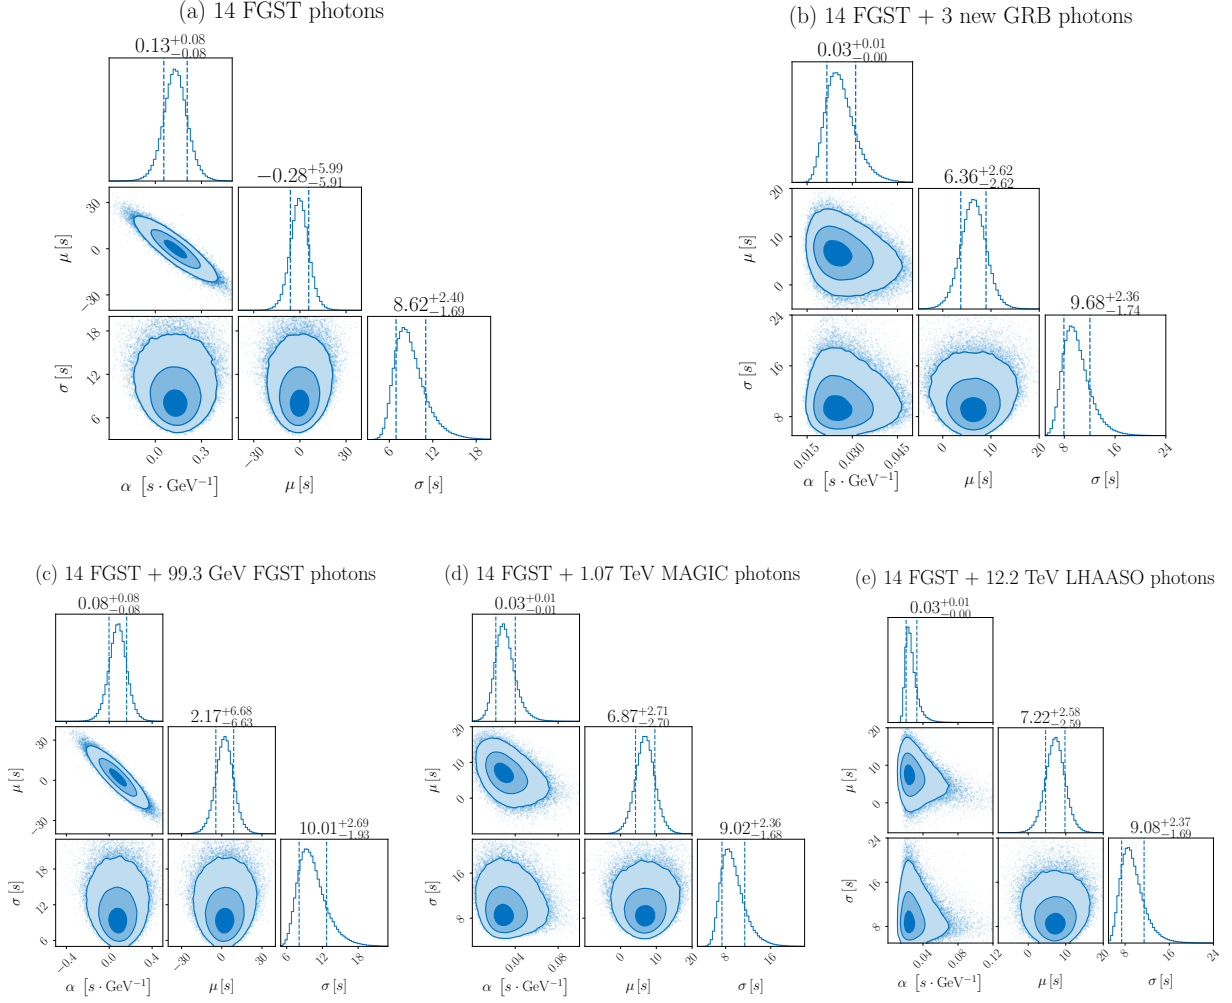 (a) 14 FGST photons
0.13 +0.08 −0.08
−0.28 +5.99 −5.91
8.62 +2.40 −1.69
μ [s]
30
0
−30
σ [s]
18
12
6
0.0 0.3
α [s · GeV⁻¹]
−30 0 30
μ [s]
6 12 18
σ [s]
(b) 14 FGST + 3 new GRB photons
0.03 +0.01 −0.00
6.36 +2.62 −2.62
9.68 +2.36 −1.74
μ [s]
20
10
0
σ [s]
24
16
8
0.015 0.030 0.045
α [s · GeV⁻¹]
0 10 20
μ [s]
8 16 24
σ [s]
(c) 14 FGST + 99.3 GeV FGST photons
0.08 +0.08 −0.08
2.17 +6.68 −6.63
10.01 +2.69 −1.93
μ [s]
30
0
−30
σ [s]
18
12
6
−0.4 0.0 0.4
α [s · GeV⁻¹]
−30 0 30
μ [s]
6 12 18
σ [s]
(d) 14 FGST + 1.07 TeV MAGIC photons
0.03 +0.01 −0.01
6.87 +2.71 −2.70
9.02 +2.36 −1.68
μ [s]
20
10
0
σ [s]
16
8
0.04 0.08
α [s · GeV⁻¹]
0 10 20
μ [s]
8 16
σ [s]
(e) 14 FGST + 12.2 TeV LHAASO photons
0.03 +0.01 −0.00
7.22 +2.58 −2.59
9.08 +2.37 −1.69
μ [s]
20
10
0
σ [s]
24
16
8
0.04 0.08 0.12
α [s · GeV⁻¹]
0 10 20
μ [s]
8 16 24
σ [s]